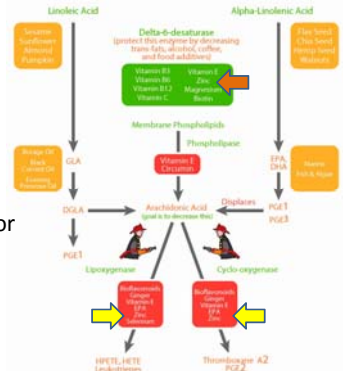 Linoleic Acid
Alpha-Linolenic Acid
Sesame
Sunflower
Almond
Pumpkin
Delta-6-desaturase
(protect this enzyme by decreasing
trans-fats, alcohol, coffee,
and food additives)
Flax Seed
Chia Seed
Hemp Seed
Walnuts
Vitamin B3
Vitamin B6
Vitamin B12
Vitamin C
Vitamin E
Zinc
Magnesium
Biotin
Membrane Phospholipids
Phospholipase
Vitamin E
Circumin
Borage Oil
Black
Currant Oil
Evening
Primrose Oil
GLA
EPA,
DHA
Marine
Fish & Algae
or
DGLA
Arachidonic Acid
(goal is to decrease this)
Displaces
PGE1
PGE3
PGE1
Lipoxygenase
Cyclo-oxygenase
Bioflavonoids
Ginger
Vitamin E
EPA
Zinc
Selenium
Bioflavonoids
Ginger
Vitamin E
EPA
Zinc
HPETE, HETE
Leukotrienes
Thromboxane A2
PGE2